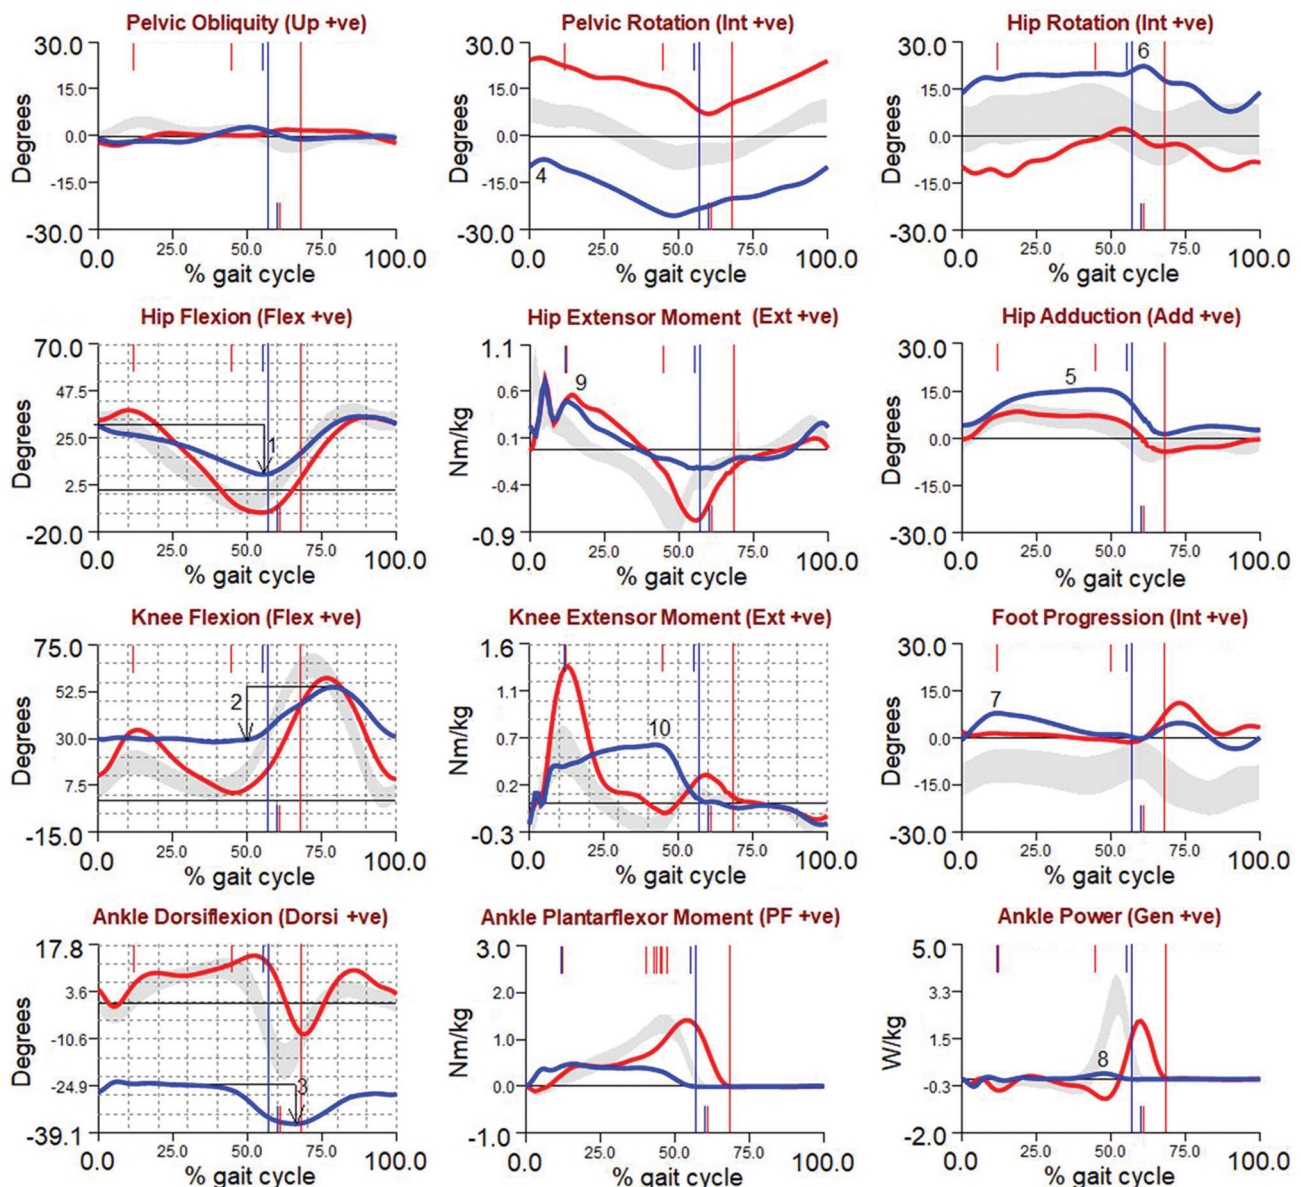 Pelvic Obliquity (Up +ve)
30.0
15.0
0.0
-15.0
-30.0
Degrees
0.0 25.0 50.0 75.0 100.0
% gait cycle
Pelvic Rotation (Int +ve)
30.0
15.0
0.0
-15.0
-30.0
Degrees
4
0.0 25.0 50.0 75.0 100.0
% gait cycle
Hip Rotation (Int +ve)
30.0
15.0
0.0
-15.0
-30.0
Degrees
6
0.0 25.0 50.0 75.0 100.0
% gait cycle
Hip Flexion (Flex +ve)
70.0
47.5
25.0
2.5
-20.0
Degrees
1
0.0 25.0 50.0 75.0 100.0
% gait cycle
Hip Extensor Moment (Ext +ve)
1.1
0.6
0.1
-0.4
-0.9
Nm/kg
9
0.0 25.0 50.0 75.0 100.0
% gait cycle
Hip Adduction (Add +ve)
30.0
15.0
0.0
-15.0
-30.0
Degrees
5
0.0 25.0 50.0 75.0 100.0
% gait cycle
Knee Flexion (Flex +ve)
75.0
52.5
30.0
7.5
-15.0
Degrees
2
0.0 25.0 50.0 75.0 100.0
% gait cycle
Knee Extensor Moment (Ext +ve)
1.6
1.1
0.7
0.2
-0.3
Nm/kg
10
0.0 25.0 50.0 75.0 100.0
% gait cycle
Foot Progression (Int +ve)
30.0
15.0
0.0
-15.0
-30.0
Degrees
7
0.0 25.0 50.0 75.0 100.0
% gait cycle
Ankle Dorsiflexion (Dorsi +ve)
17.8
3.6
-10.6
-24.9
-39.1
Degrees
3
0.0 25.0 50.0 75.0 100.0
% gait cycle
Ankle Plantarflexor Moment (PF +ve)
3.0
2.0
1.0
0.0
-1.0
Nm/kg
0.0 25.0 50.0 75.0 100.0
% gait cycle
Ankle Power (Gen +ve)
5.0
3.3
1.5
-0.3
-2.0
W/kg
8
0.0 25.0 50.0 75.0 100.0
% gait cycle